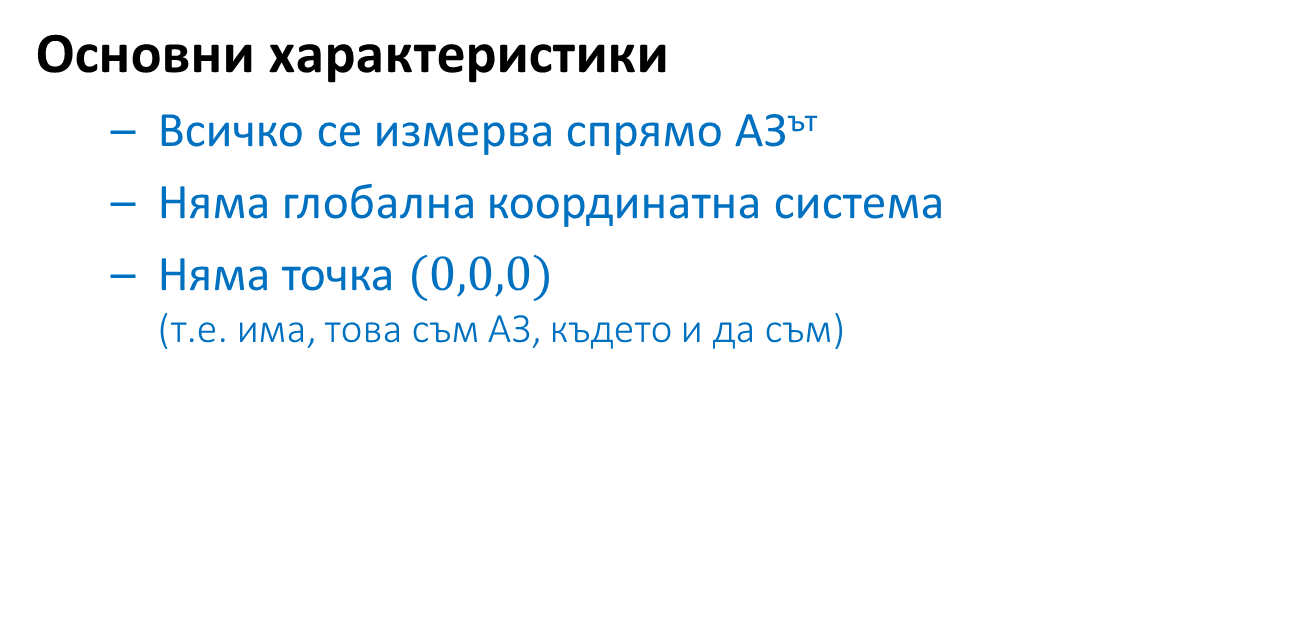 Основни характеристики
– Всичко се измерва спрямо АЗът
– Няма глобална координатна система
– Няма точка (0,0,0)
(т.е. има, това съм АЗ, където и да съм)